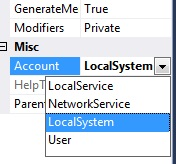 GenerateMe True
Modifiers Private
Misc
Account LocalSystem
HelpT
Paren
LocalService
NetworkService
LocalSystem
User